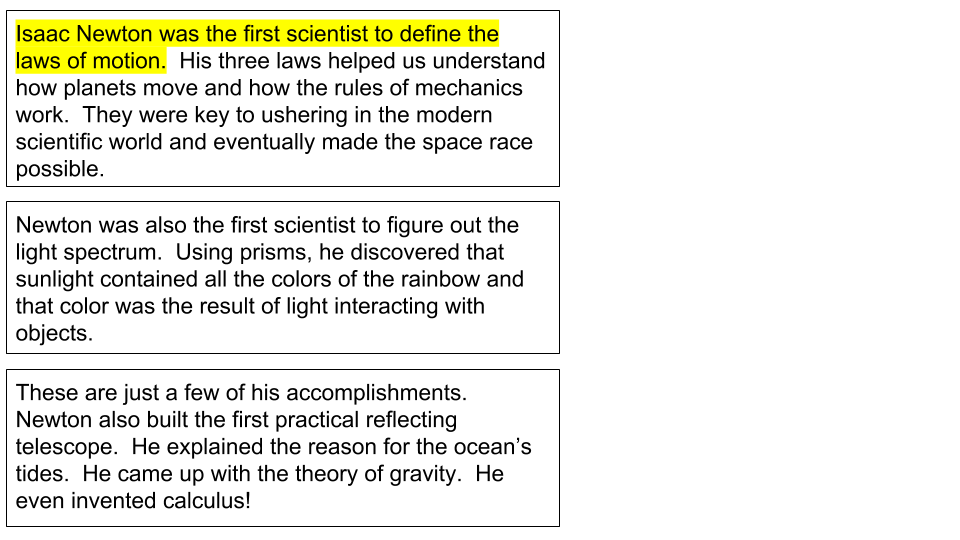 Isaac Newton was the first scientist to define the
laws of motion.  His three laws helped us understand
how planets move and how the rules of mechanics
work.  They were key to ushering in the modern
scientific world and eventually made the space race
possible.
Newton was also the first scientist to figure out the
light spectrum.  Using prisms, he discovered that
sunlight contained all the colors of the rainbow and
that color was the result of light interacting with
objects.
These are just a few of his accomplishments.
Newton also built the first practical reflecting
telescope.  He explained the reason for the ocean’s
tides.  He came up with the theory of gravity.  He
even invented calculus!